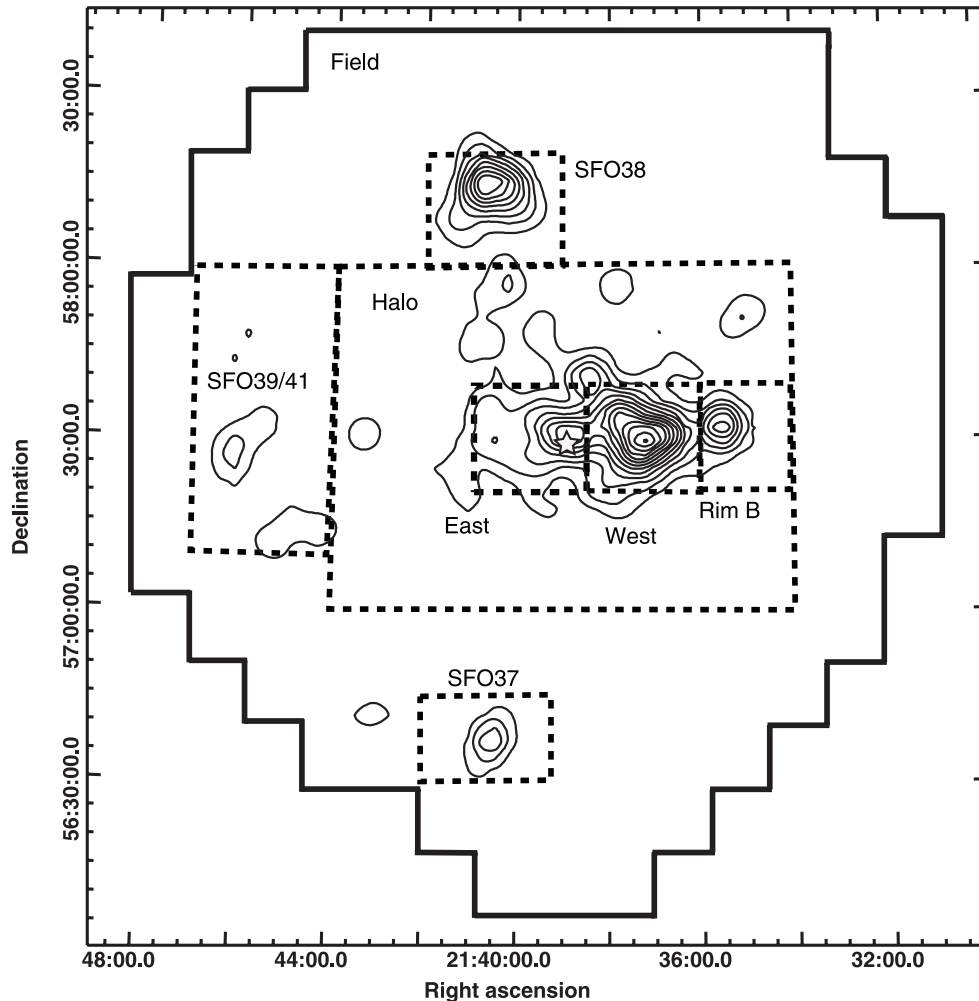 Field
SFO38
Halo
SFO39/41
East
West
Rim B
SFO37
30:00.0
58:00:00.0
30:00.0
57:00:00.0
56:30:00.0
Declination
48:00.0
44:00.0
21:40:00.0
36:00.0
32:00.0
Right ascension